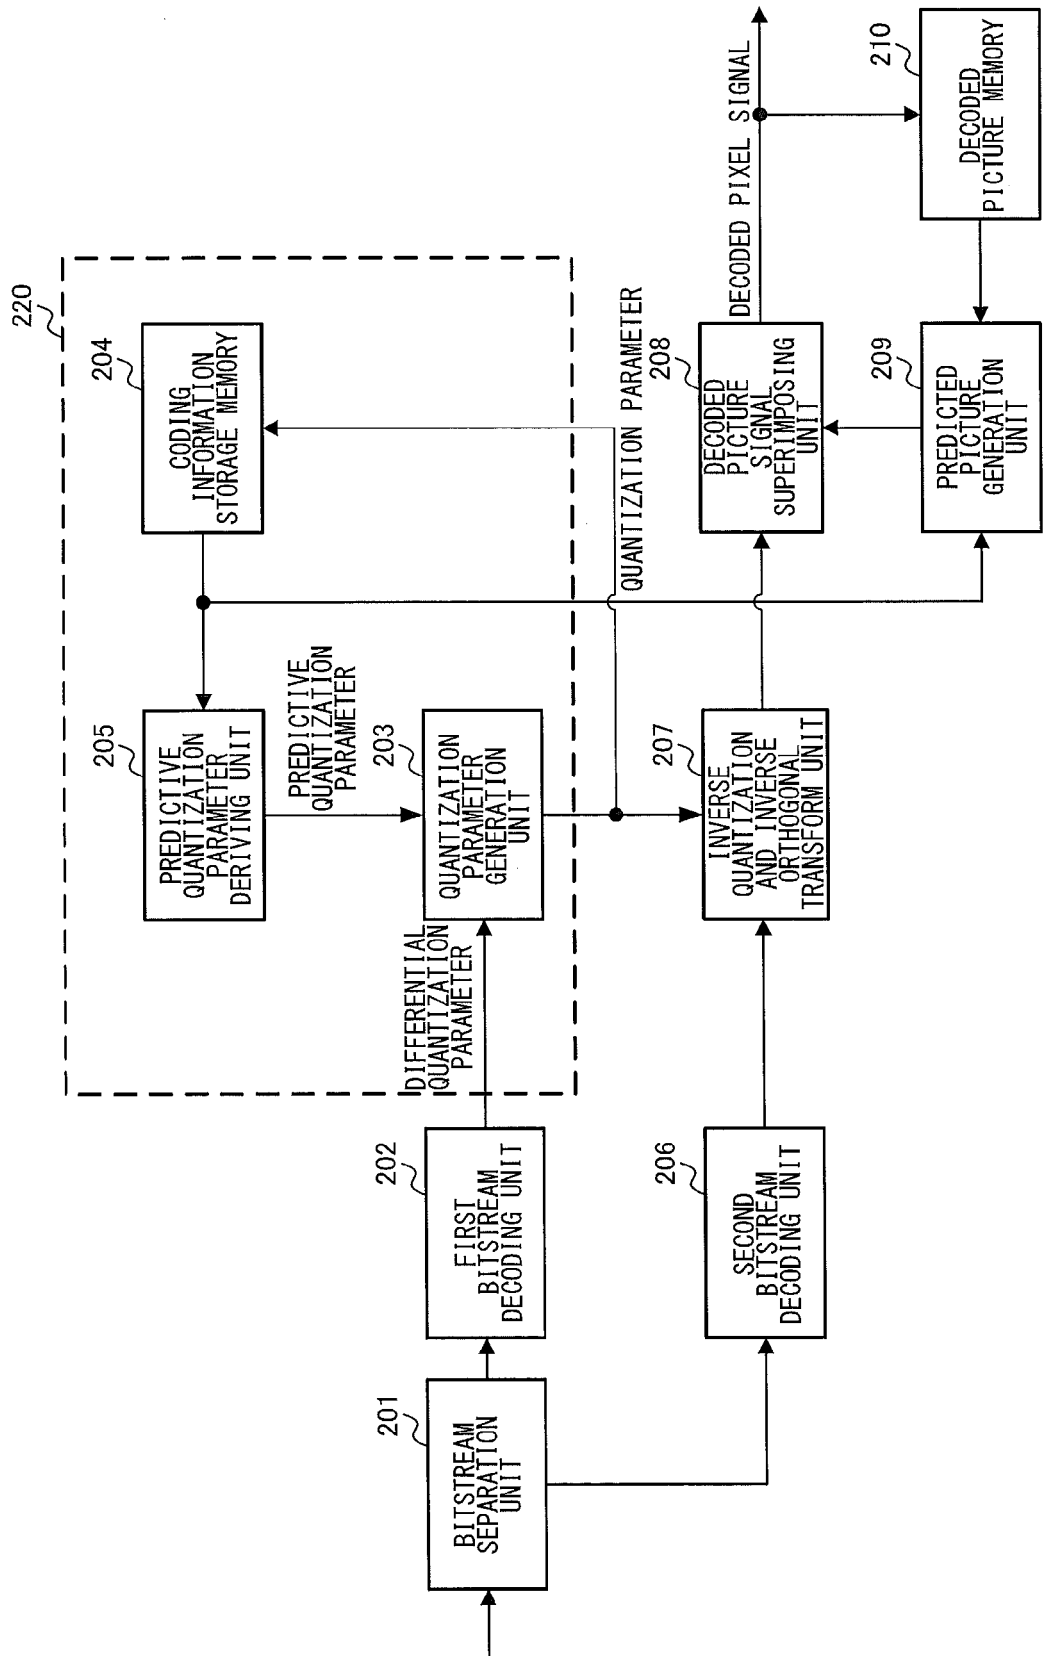 220
204
CODING
INFORMATION
STORAGE MEMORY
205
PREDICTIVE
QUANTIZATION
PARAMETER
DERIVING UNIT
PREDICTIVE
QUANTIZATION
PARAMETER
203
QUANTIZATION
PARAMETER
GENERATION
UNIT
DIFFERENTIAL
QUANTIZATION
PARAMETER
QUANTIZATION PARAMETER
201
BITSTREAM
SEPARATION
UNIT
202
FIRST
BITSTREAM
DECODING UNIT
206
SECOND
BITSTREAM
DECODING UNIT
207
INVERSE
QUANTIZATION
AND INVERSE
ORTHOGONAL
TRANSFORM UNIT
208
DECODED
PICTURE
SIGNAL
SUPERIMPOSING
UNIT
DECODED PIXEL SIGNAL
209
PREDICTED
PICTURE
GENERATION
UNIT
210
DECODED
PICTURE MEMORY